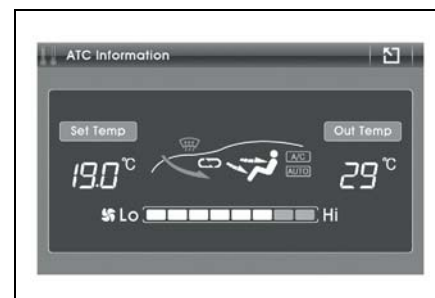 ATC Information
Set Temp
Out Temp
A/C
AUTO
19.0℃
29℃
Lo
Hi